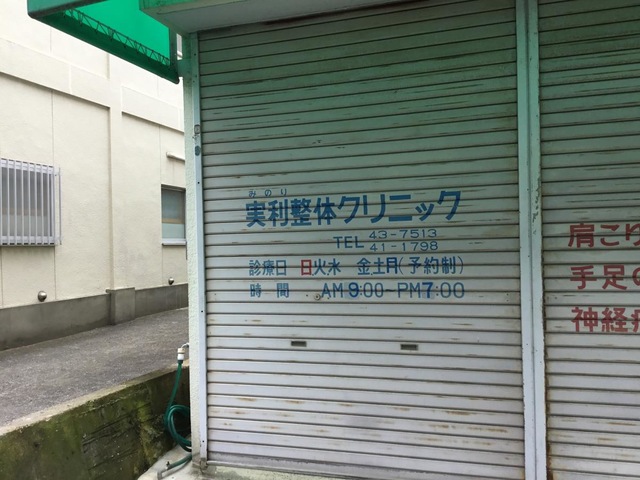 みのり
実利整体クリニック
TEL 43-7513
41-1798
診療日 日火水 金土月(予約制)
時間 AM9:00-PM7:00
肩こり
手足の
神経